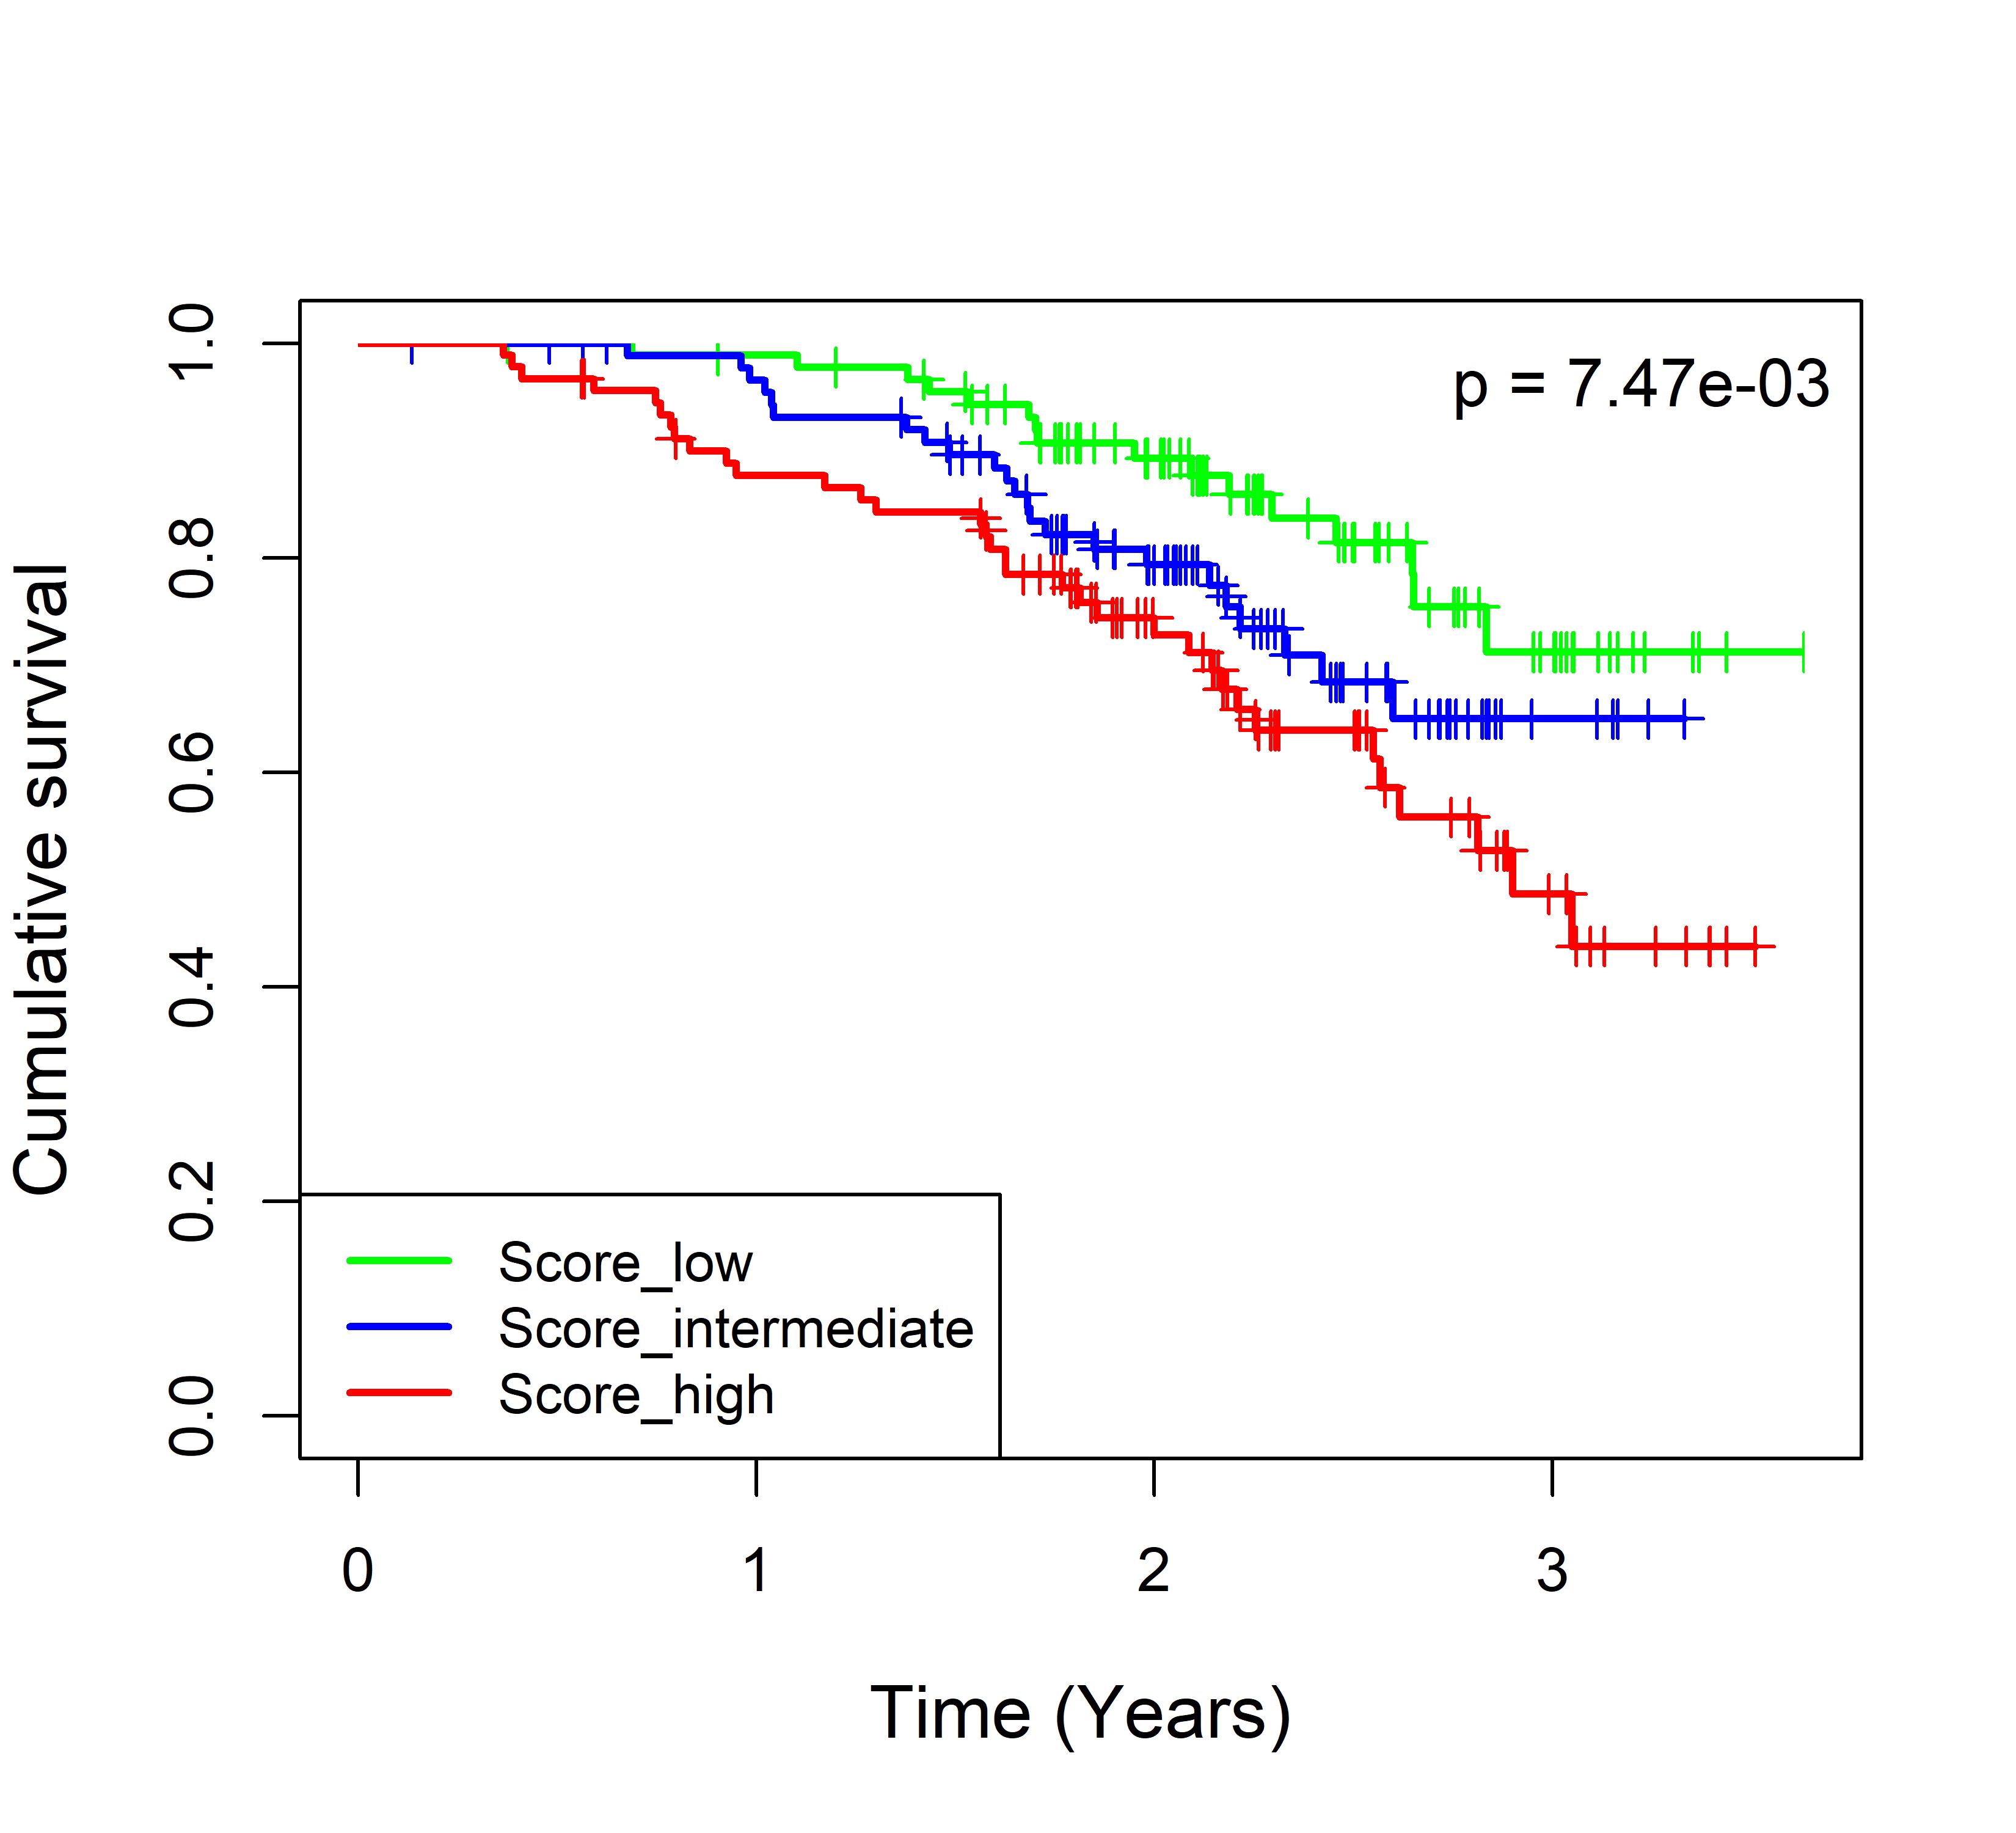 p = 7.47e-03
Cumulative survival
1.0
0.8
0.6
0.4
0.2
0.0
Score_low
Score_intermediate
Score_high
0 1 2 3
Time (Years)